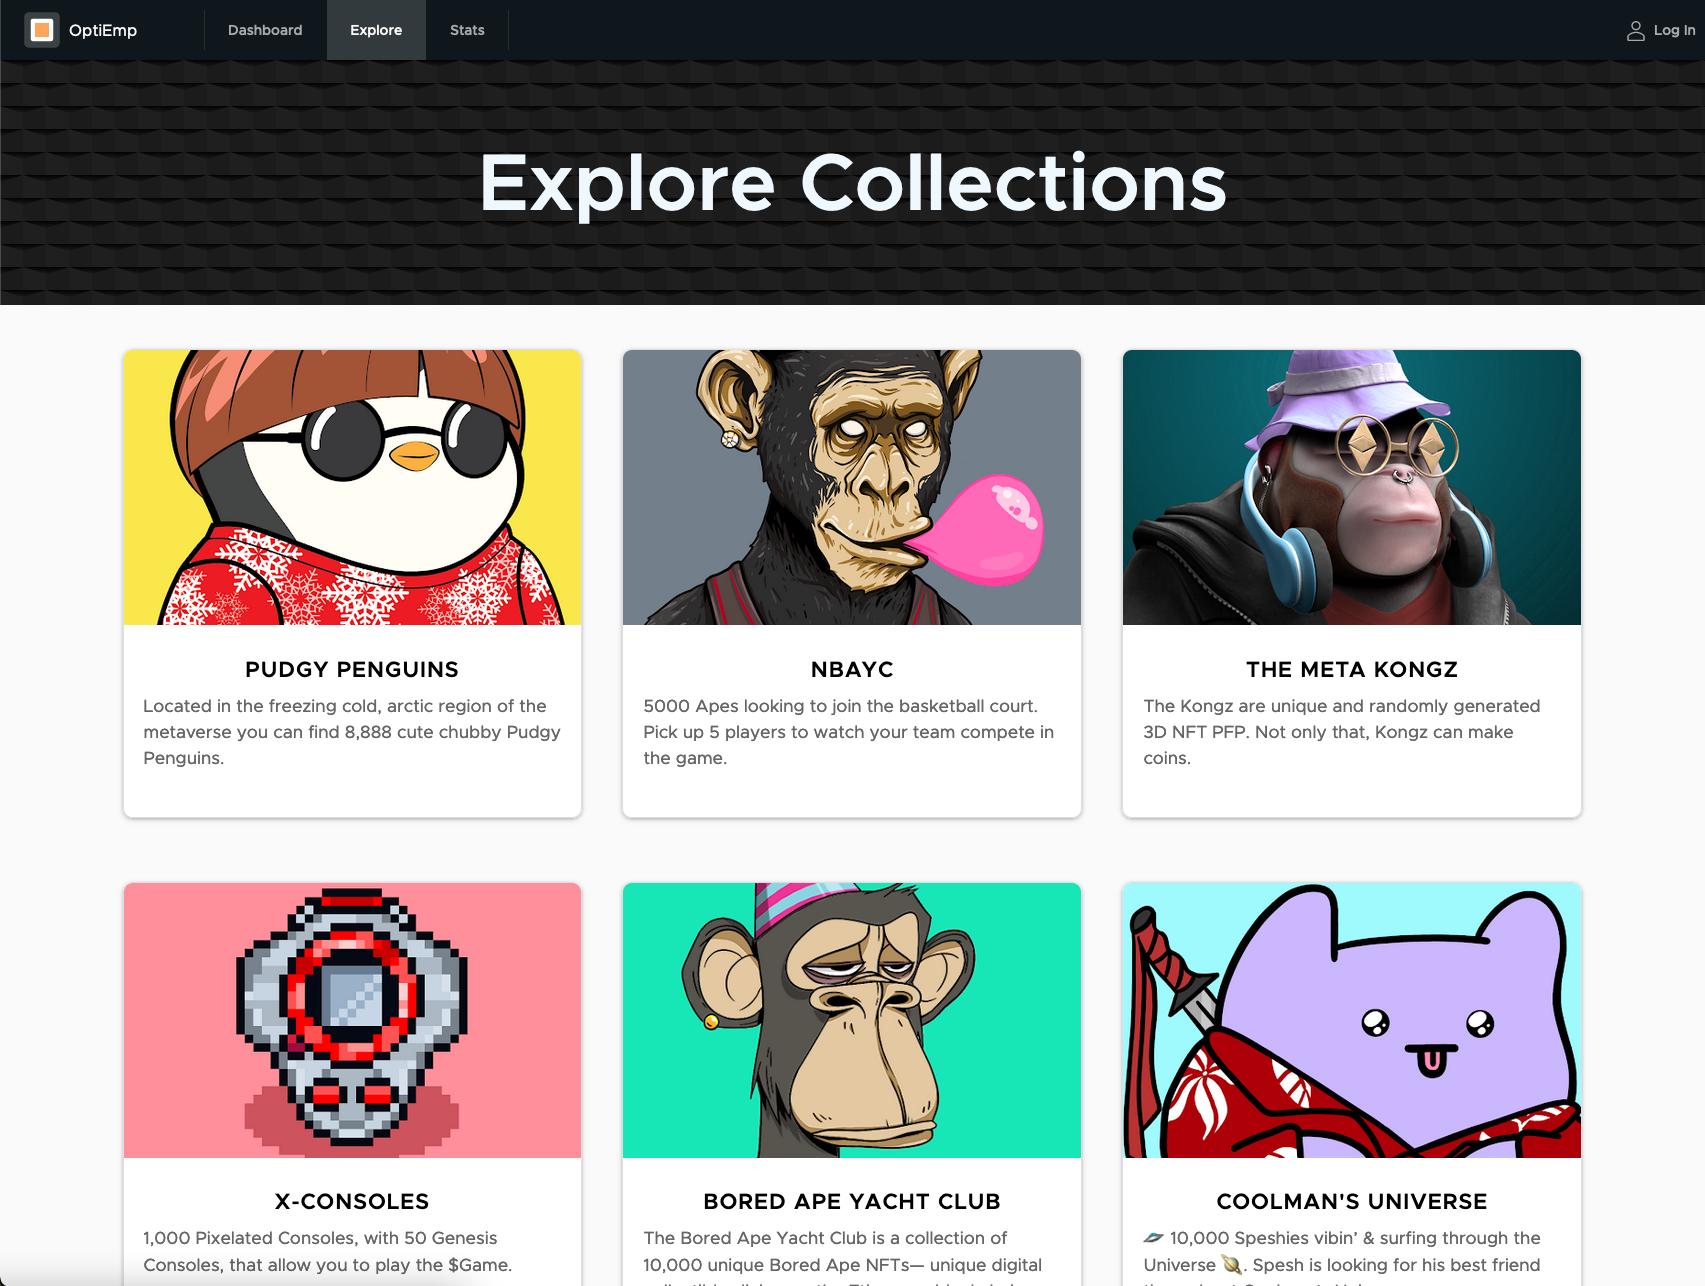 OptiEmp
Dashboard
Explore
Stats
Log In
Explore Collections
PUDGY PENGUINS
Located in the freezing cold, arctic region of the
metaverse you can find 8,888 cute chubby Pudgy
Penguins.
NBAYC
5000 Apes looking to join the basketball court.
Pick up 5 players to watch your team compete in
the game.
THE META KONGZ
The Kongz are unique and randomly generated
3D NFT PFP. Not only that, Kongz can make
coins.
X-CONSOLES
1,000 Pixelated Consoles, with 50 Genesis
Consoles, that allow you to play the $Game.
BORED APE YACHT CLUB
The Bored Ape Yacht Club is a collection of
10,000 unique Bored Ape NFTs— unique digital
COOLMAN'S UNIVERSE
10,000 Speshies vibin’ & surfing through the
Universe 🪐. Spesh is looking for his best friend